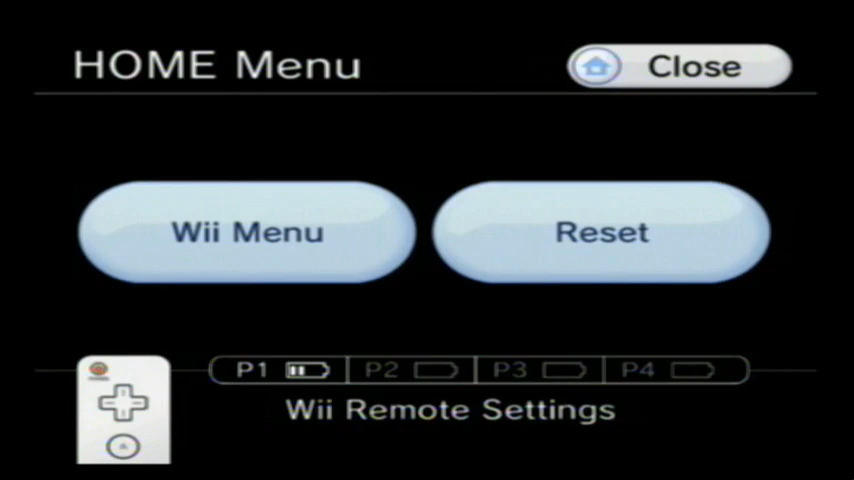 HOME Menu
Close
Wii Menu
Reset
P1 P2 P3 P4
Wii Remote Settings